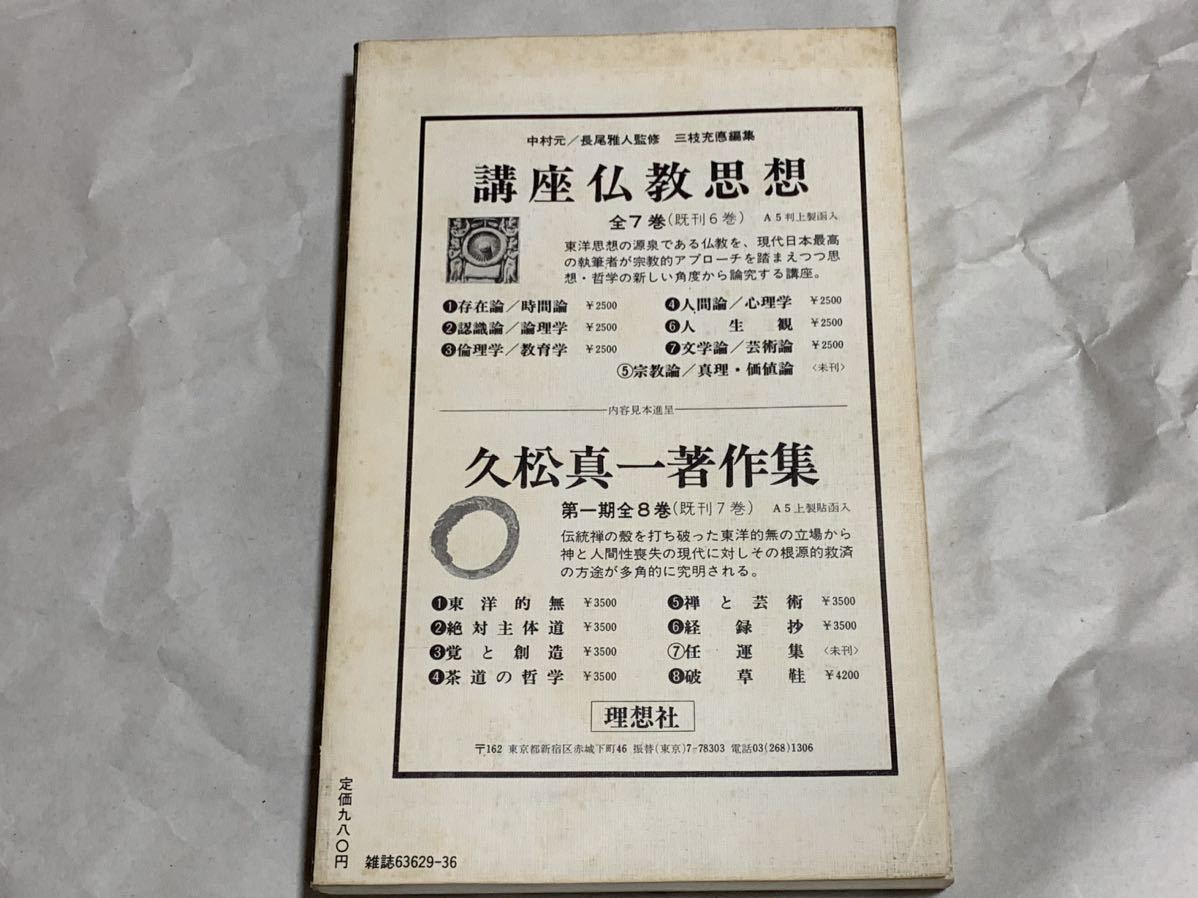 中村元／長尾雅人監修　三枝充悳編集
講座仏教思想
全7巻(既刊6巻)　A5判上製函入
東洋思想の源泉である仏教を、現代日本最高
の執筆者が宗教的アプローチを踏まえつつ思
想・哲学の新しい角度から論究する講座。
❶存在論／時間論　¥2500
❷認識論／論理学　¥2500
❸倫理学／教育学　¥2500
❹人間論／心理学　¥2500
❻人生観　¥2500
❼文学論／芸術論　¥2500
⑤宗教論／真理・価値論　〈未刊〉
内容見本進呈
久松真一著作集
第一期全8巻(既刊7巻)　A5上製貼函入
伝統禅の殻を打ち破った東洋的無の立場から
神と人間性喪失の現代に対しその根源的救済
の方途が多角的に究明される。
❶東洋的無　¥3500
❷絶対主体道　¥3500
❸覚と創造　¥3500
❹茶道の哲学　¥3500
❺禅と芸術　¥3500
❻経録抄　¥3500
⑦任運集　〈未刊〉
❽破草鞋　¥4200
理想社
〒162 東京都新宿区赤城下町46 振替(東京)7-78303 電話03(268)1306
定価九八〇円
雑誌63629-36